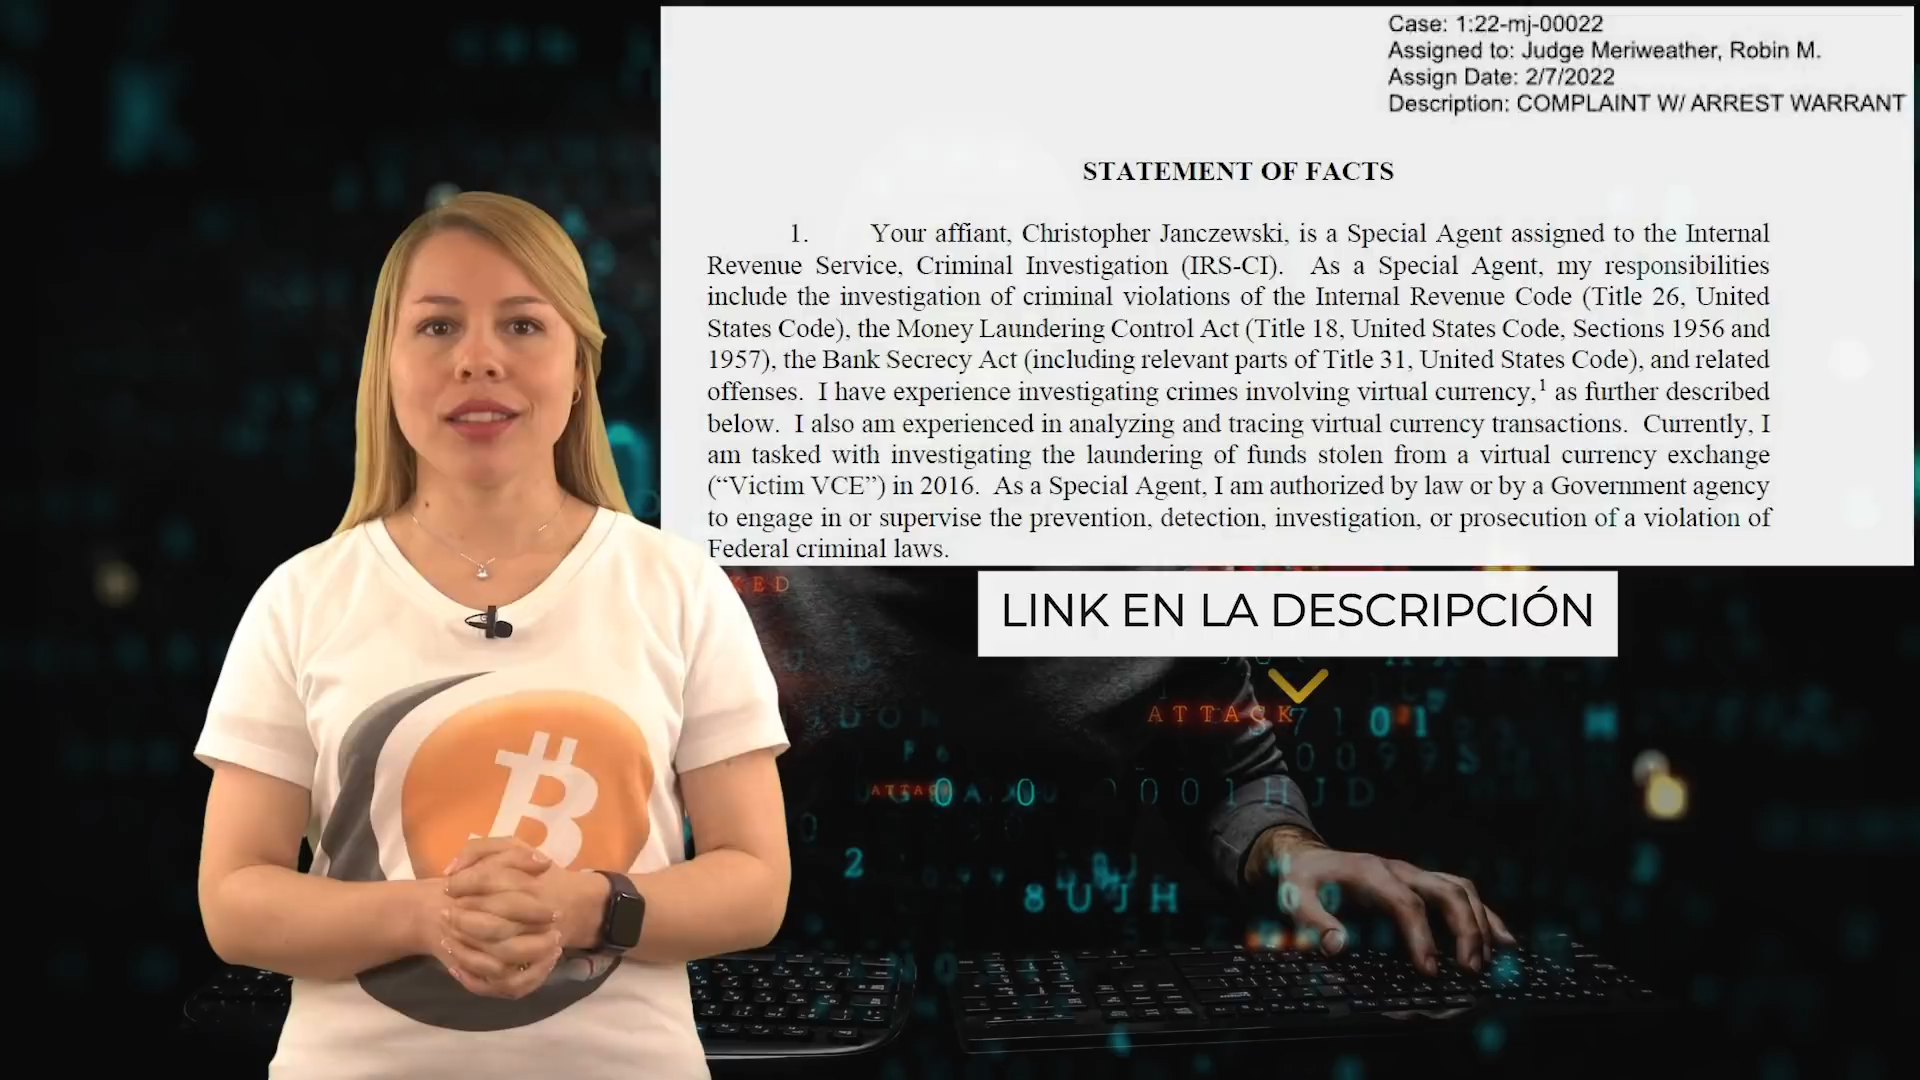 Case: 1:22-mj-00022
Assigned to: Judge Meriweather, Robin M.
Assign Date: 2/7/2022
Description: COMPLAINT W/ ARREST WARRANT
STATEMENT OF FACTS
1. Your affiant, Christopher Janczewski, is a Special Agent assigned to the Internal
Revenue Service, Criminal Investigation (IRS-CI). As a Special Agent, my responsibilities
include the investigation of criminal violations of the Internal Revenue Code (Title 26, United
States Code), the Money Laundering Control Act (Title 18, United States Code, Sections 1956 and
1957), the Bank Secrecy Act (including relevant parts of Title 31, United States Code), and related
offenses. I have experience investigating crimes involving virtual currency,¹ as further described
below. I also am experienced in analyzing and tracing virtual currency transactions. Currently, I
am tasked with investigating the laundering of funds stolen from a virtual currency exchange
(“Victim VCE”) in 2016. As a Special Agent, I am authorized by law or by a Government agency
to engage in or supervise the prevention, detection, investigation, or prosecution of a violation of
Federal criminal laws.
LINK EN LA DESCRIPCIÓN
ATTACK
8UJH